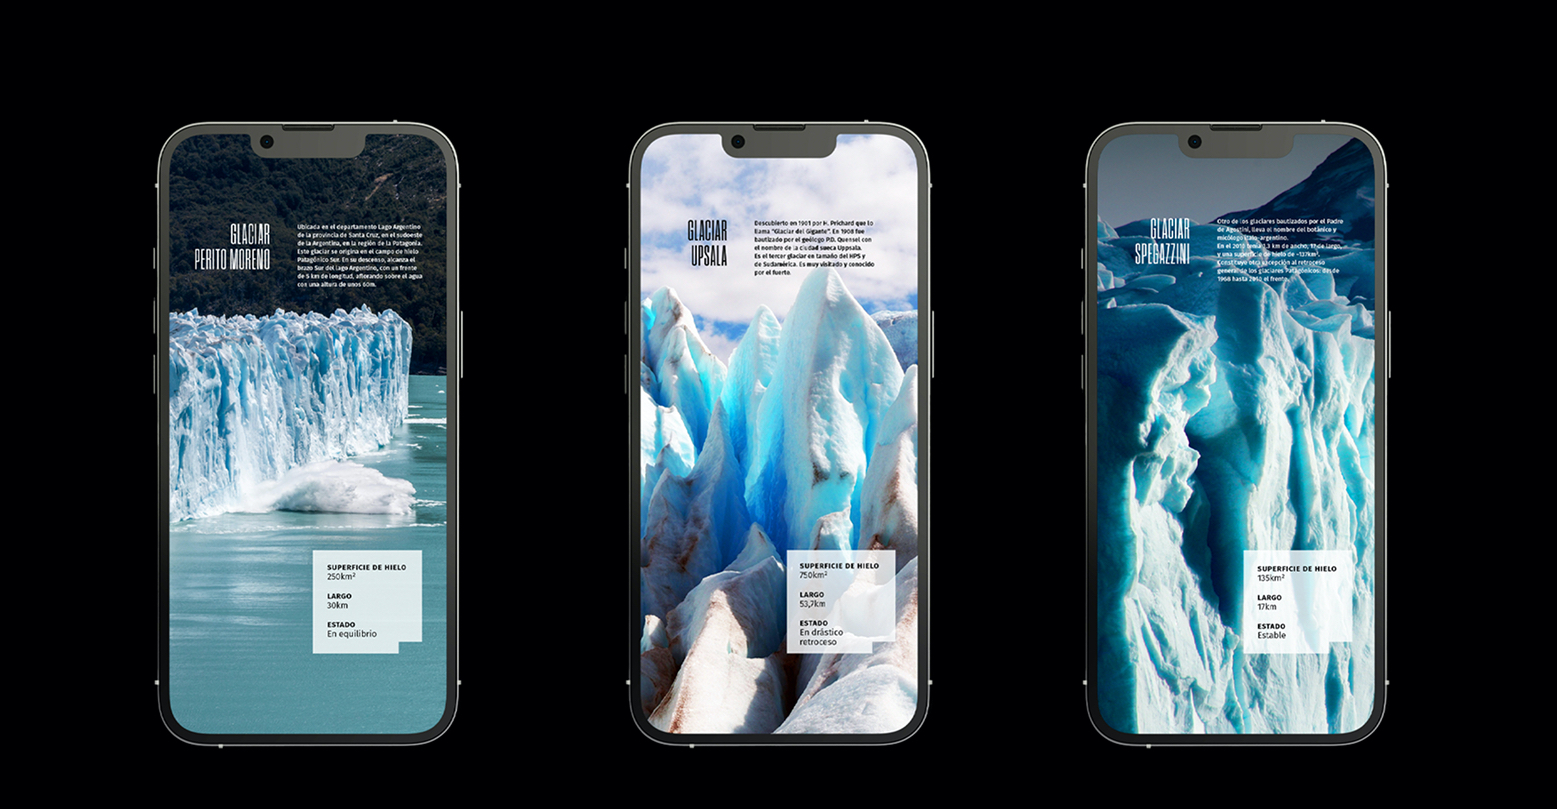 GLACIAR
PERITO MORENO
Ubicada en el departamento Lago Argentino
de la provincia de Santa Cruz, en el sudoeste
de la Argentina, en la región de la Patagonia.
Este glaciar se origina en el campo de hielo
Patagónico Sur. En su descenso, alcanza el
brazo Sur del lago Argentino, con un frente
de 5 km de longitud, aflorando sobre el agua
con una altura de unos 60m.
SUPERFICIE DE HIELO
250km²
LARGO
30km
ESTADO
En equilibrio
GLACIAR
UPSALA
Descubierto en 1901 por H. Prichard que lo
llama "Glaciar del Gigante". En 1908 fue
bautizado por el geólogo P.D. Quensel con
el nombre de la ciudad sueca Uppsala.
Es el tercer glaciar en tamaño del HPS y
de Sudamérica. Es muy visitado y conocido
por el fuerte.
SUPERFICIE DE HIELO
750km²
LARGO
53,7km
ESTADO
En drástico
retroceso
GLACIAR
SPEGAZZINI
Otro de los glaciares bautizados por el Padre
de Agostini, lleva el nombre del botánico y
micólogo ítalo-argentino.
En el 2018 tenía 1.3 km de ancho, 17 de largo,
y una superficie de hielo de ~137km².
Constituye otra excepción al retroceso
general de los glaciares Patagónicos: desde
1968 hasta 2018 el frente.
SUPERFICIE DE HIELO
135km²
LARGO
17km
ESTADO
Estable